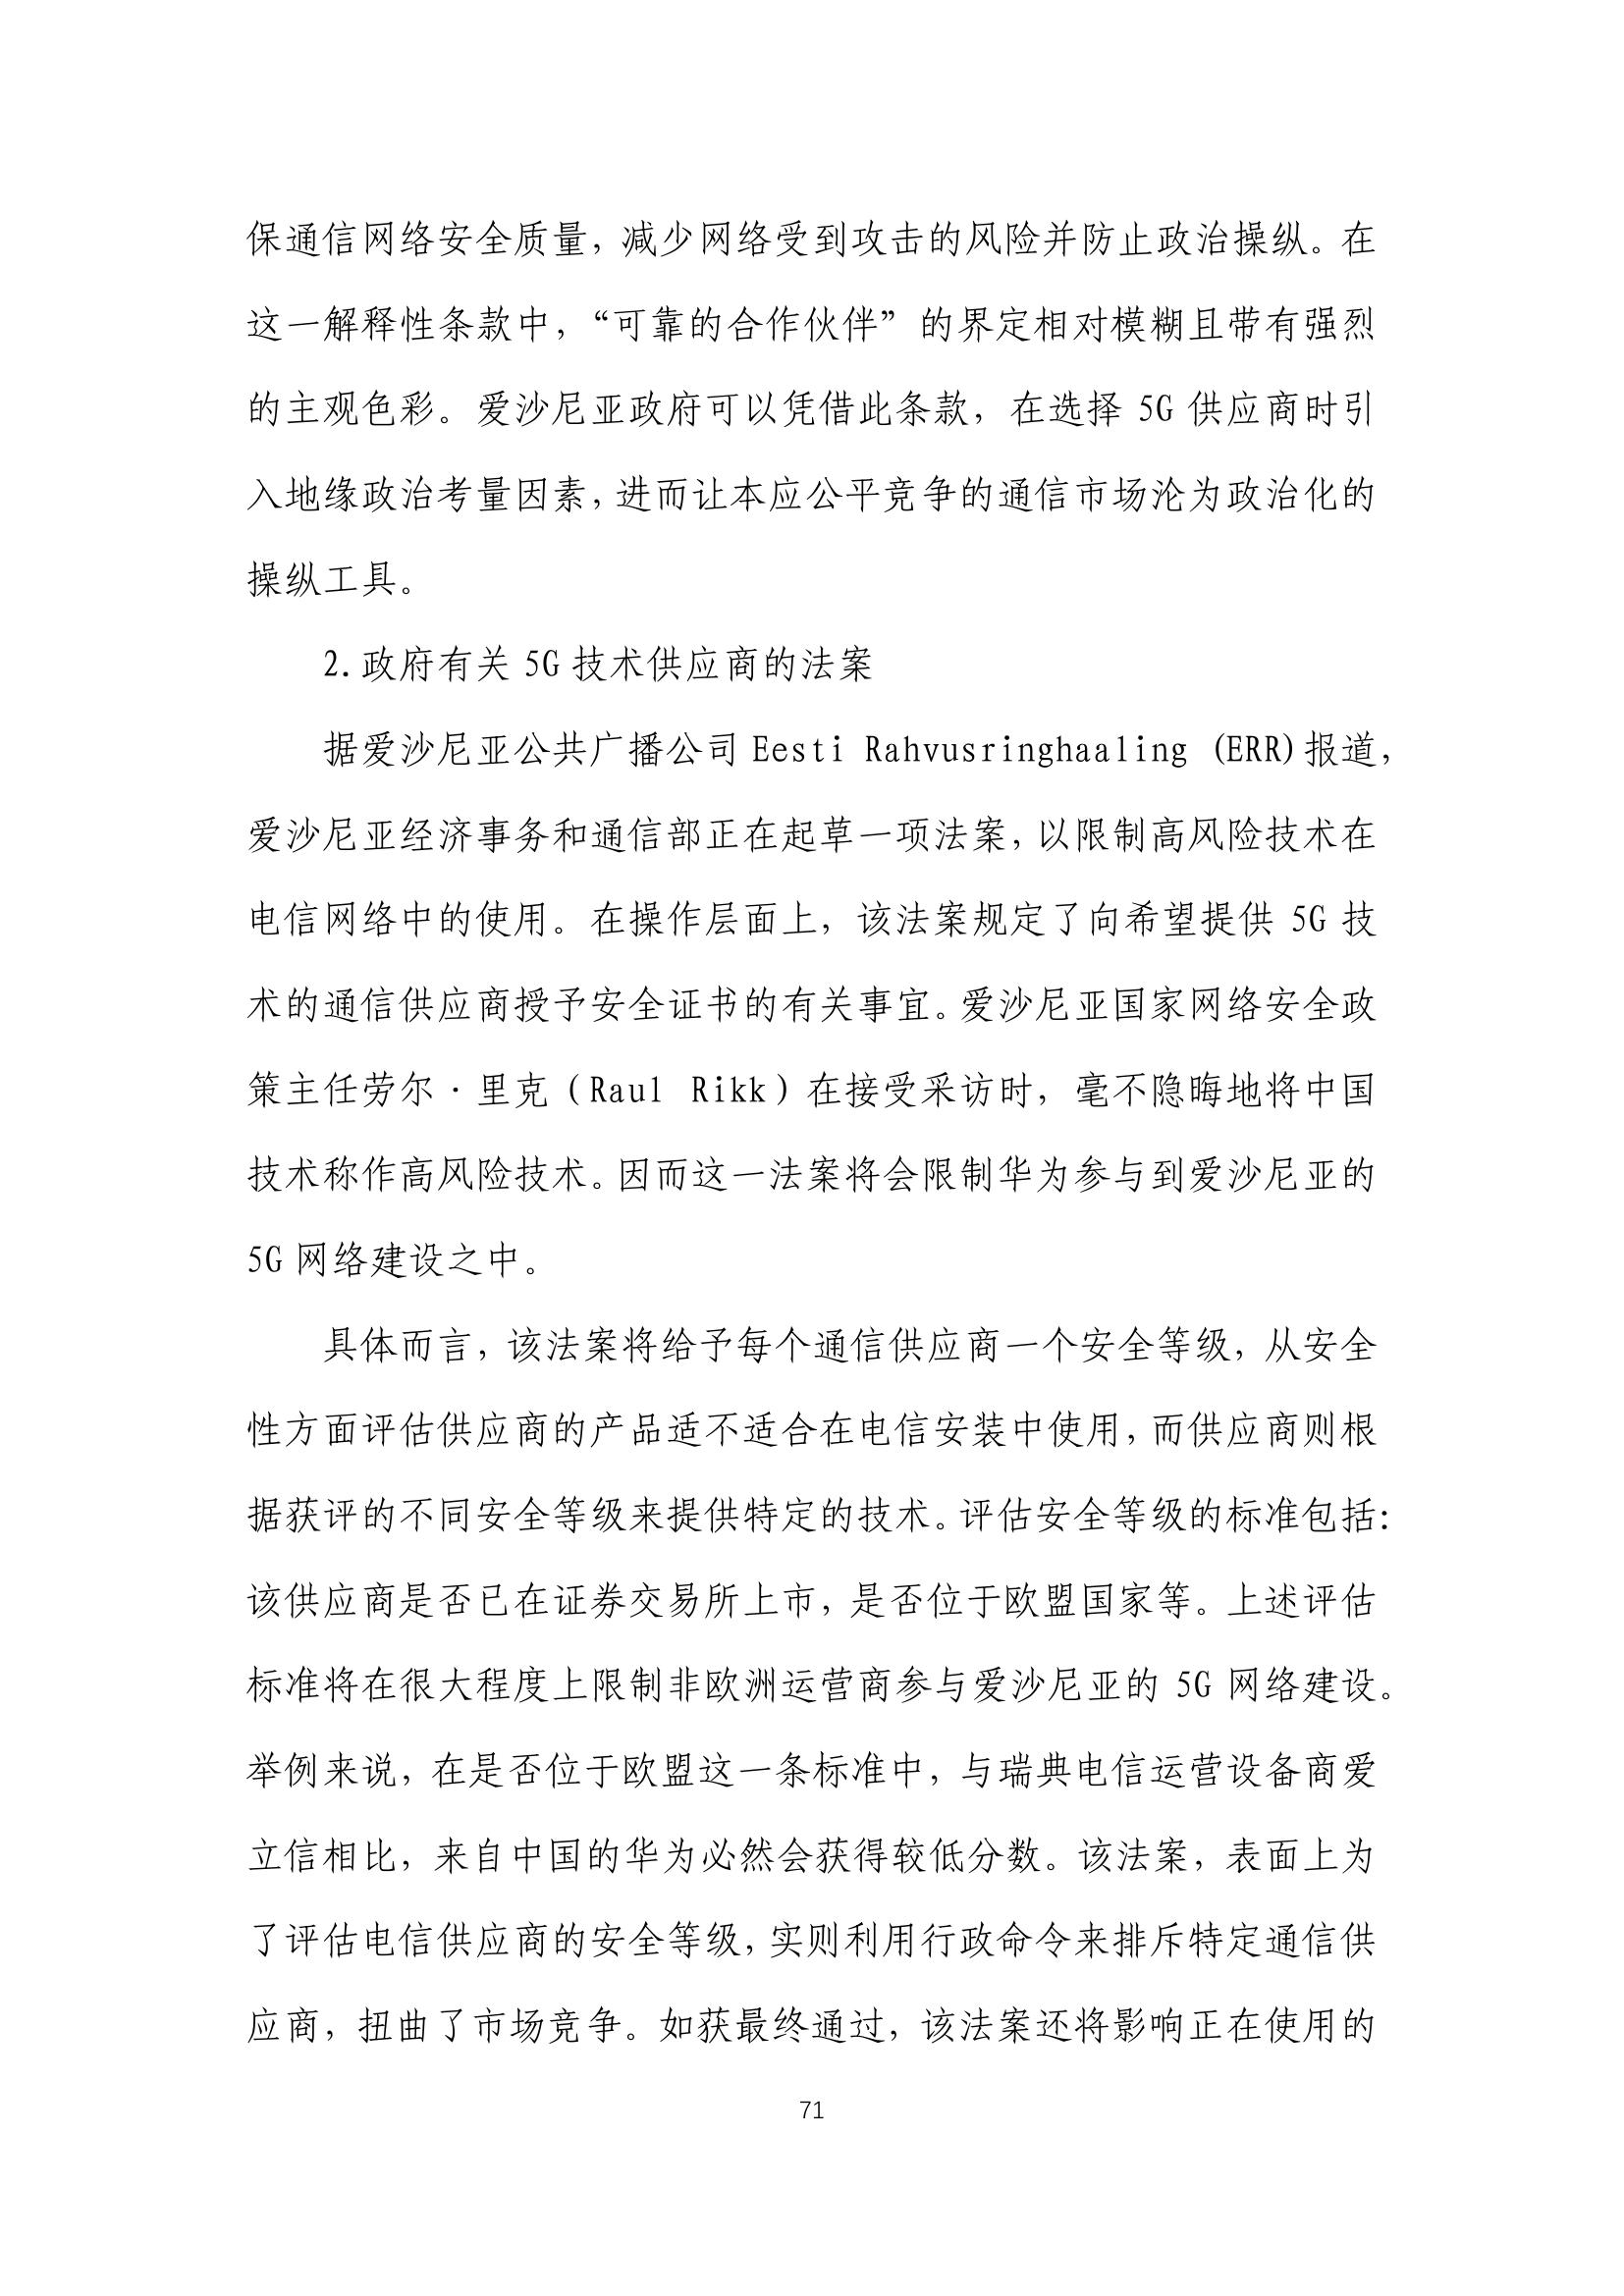 保通信网络安全质量，减少网络受到攻击的风险并防止政治操纵。在
这一解释性条款中，“可靠的合作伙伴”的界定相对模糊且带有强烈
的主观色彩。爱沙尼亚政府可以凭借此条款，在选择 5G 供应商时引
入地缘政治考量因素，进而让本应公平竞争的通信市场沦为政治化的
操纵工具。
2.政府有关 5G 技术供应商的法案
据爱沙尼亚公共广播公司 Eesti Rahvusringhaaling (ERR)报道，
爱沙尼亚经济事务和通信部正在起草一项法案，以限制高风险技术在
电信网络中的使用。在操作层面上，该法案规定了向希望提供 5G 技
术的通信供应商授予安全证书的有关事宜。爱沙尼亚国家网络安全政
策主任劳尔·里克（Raul Rikk）在接受采访时，毫不隐晦地将中国
技术称作高风险技术。因而这一法案将会限制华为参与到爱沙尼亚的
5G 网络建设之中。
具体而言，该法案将给予每个通信供应商一个安全等级，从安全
性方面评估供应商的产品适不适合在电信安装中使用，而供应商则根
据获评的不同安全等级来提供特定的技术。评估安全等级的标准包括：
该供应商是否已在证券交易所上市，是否位于欧盟国家等。上述评估
标准将在很大程度上限制非欧洲运营商参与爱沙尼亚的 5G 网络建设。
举例来说，在是否位于欧盟这一条标准中，与瑞典电信运营设备商爱
立信相比，来自中国的华为必然会获得较低分数。该法案，表面上为
了评估电信供应商的安全等级，实则利用行政命令来排斥特定通信供
应商，扭曲了市场竞争。如获最终通过，该法案还将影响正在使用的
71